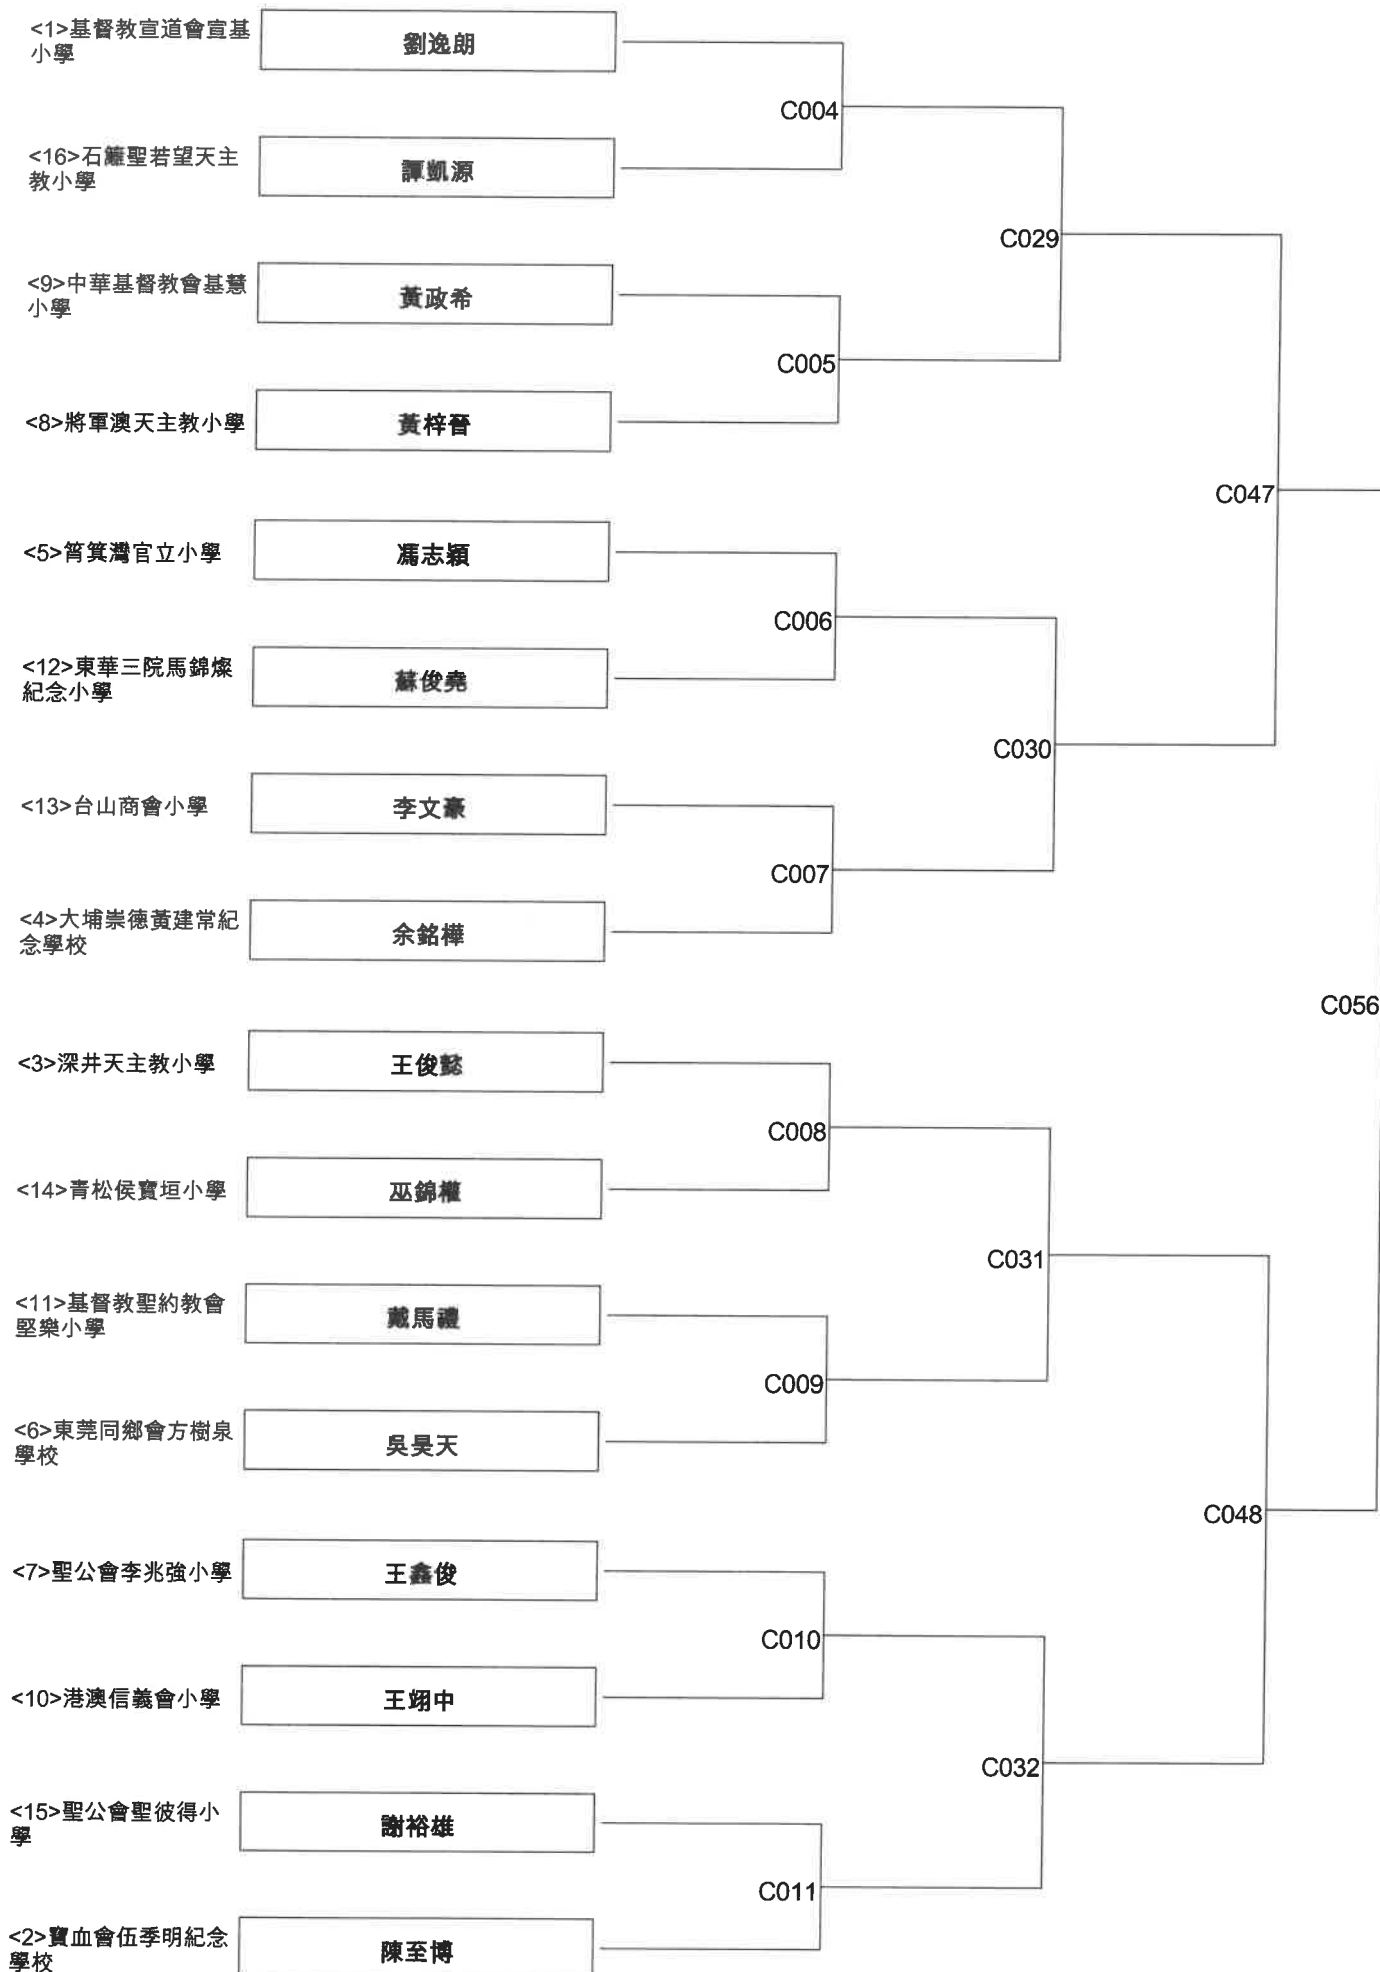 <1>基督教宣道會宣基
小學
劉逸朗
C004
<16>石籬聖若望天主
教小學
譚凱源
C029
<9>中華基督教會基慧
小學
黃政希
C005
<8>將軍澳天主教小學
黃梓晉
C047
<5>筲箕灣官立小學
馮志穎
C006
<12>東華三院馬錦燦
紀念小學
蘇俊堯
C030
<13>台山商會小學
李文豪
C007
<4>大埔崇德黃建常紀
念學校
余銘樺
C056
<3>深井天主教小學
王俊懿
C008
<14>青松侯寶垣小學
巫錦權
C031
<11>基督教聖約教會
堅樂小學
戴馬禮
C009
<6>東莞同鄉會方樹泉
學校
吳昊天
C048
<7>聖公會李兆強小學
王鑫俊
C010
<10>港澳信義會小學
王翊中
C032
<15>聖公會聖彼得小
學
謝裕雄
C011
<2>寶血會伍季明紀念
學校
陳至博